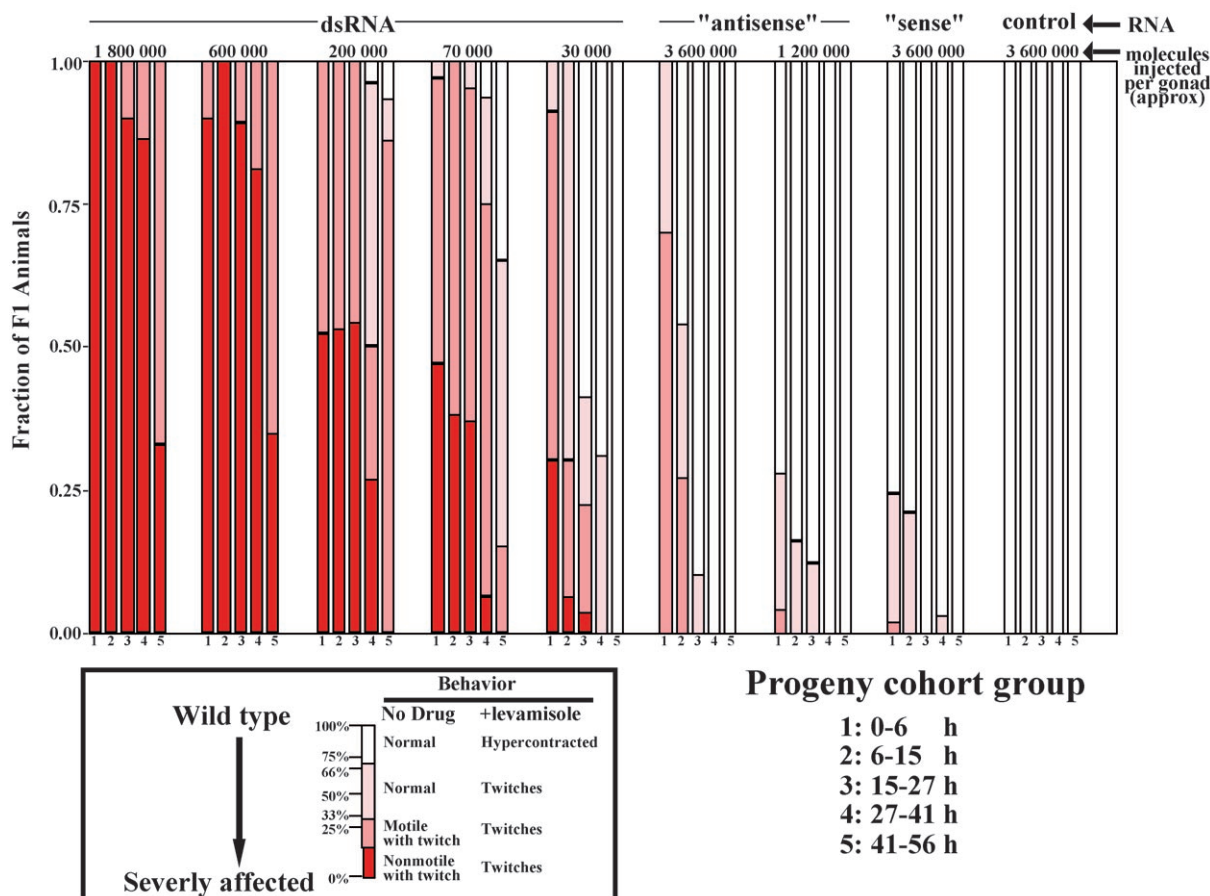 dsRNA "antisense" "sense" control RNA
1 800 000 600 000 200 000 70 000 30 000 3 600 000 1 200 000 3 600 000 3 600 000 molecules
injected
per gonad
(approx)
1.00
0.75
0.50
0.25
0.00
Fraction of F1 Animals
1 2 3 4 5 1 2 3 4 5 1 2 3 4 5 1 2 3 4 5 1 2 3 4 5 1 2 3 4 5 1 2 3 4 5 1 2 3 4 5 1 2 3 4 5
Behavior
No Drug +levamisole
Wild type
Severly affected
100%
75%
66%
50%
33%
25%
0%
Normal Hypercontracted
Normal Twitches
Motile
with twitch Twitches
Nonmotile
with twitch Twitches
Progeny cohort group
1: 0-6 h
2: 6-15 h
3: 15-27 h
4: 27-41 h
5: 41-56 h